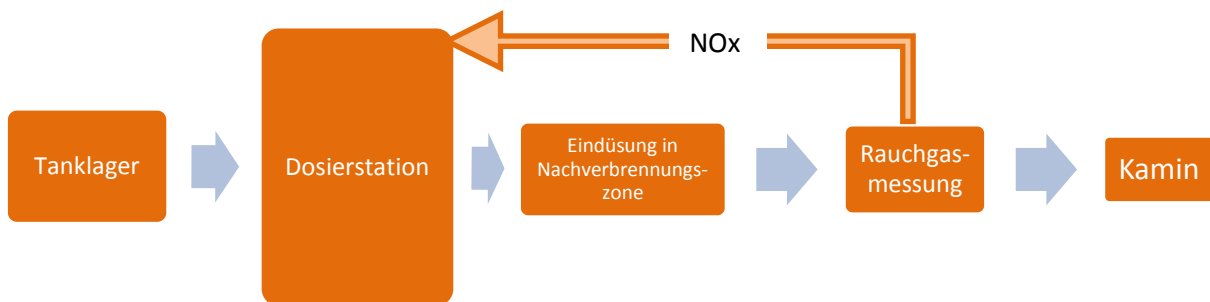 NOx
Tanklager
Dosierstation
Eindüsung in
Nachverbrennungs-
zone
Rauchgas-
messung
Kamin